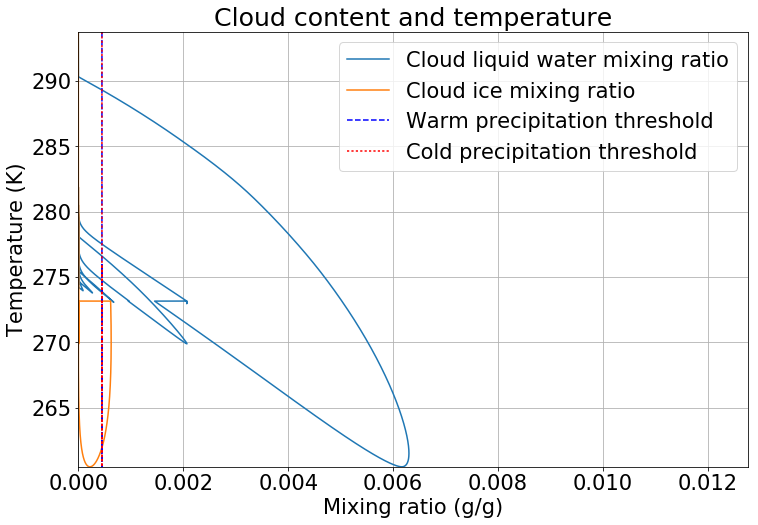 Cloud content and temperature
Cloud liquid water mixing ratio
Cloud ice mixing ratio
Warm precipitation threshold
Cold precipitation threshold
Temperature (K)
290
285
280
275
270
265
0.000 0.002 0.004 0.006 0.008 0.010 0.012
Mixing ratio (g/g)